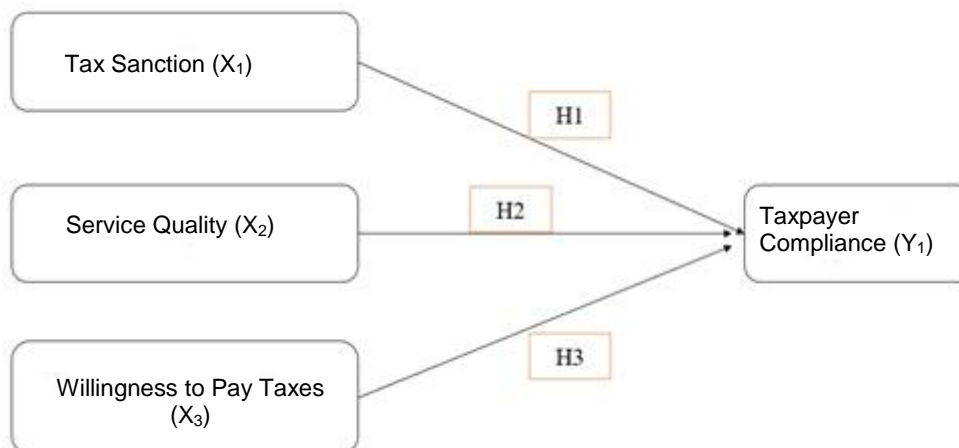 Tax Sanction (X₁)
H1
Service Quality (X₂)
H2
Taxpayer
Compliance (Y₁)
H3
Willingness to Pay Taxes
(X₃)